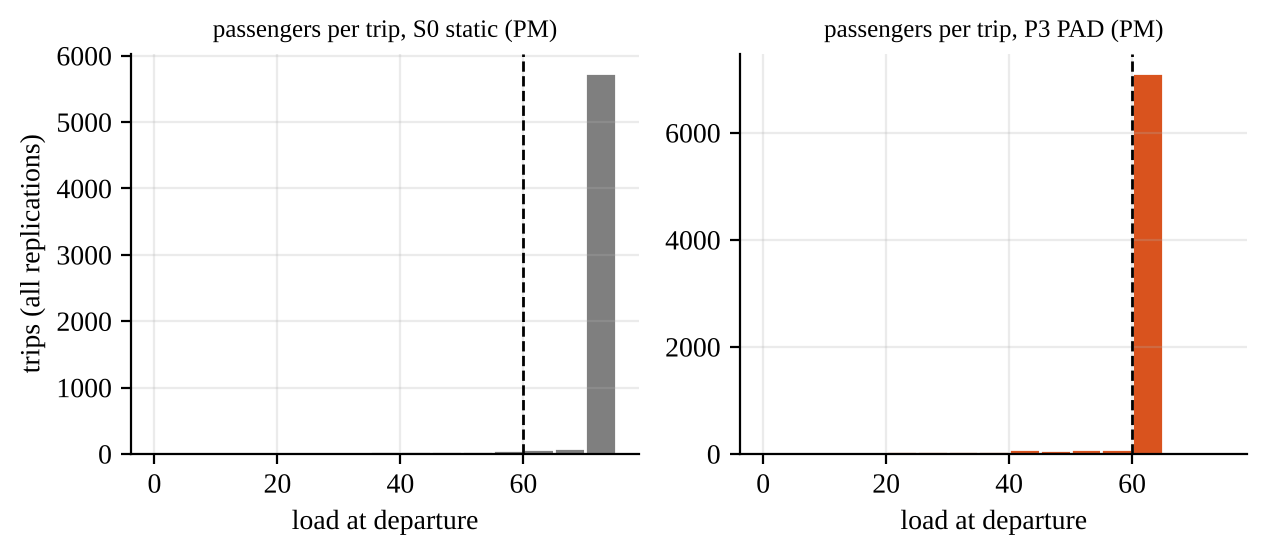 passengers per trip, S0 static (PM)
trips (all replications)
6000
5000
4000
3000
2000
1000
0
0 20 40 60
load at departure
passengers per trip, P3 PAD (PM)
6000
4000
2000
0
0 20 40 60
load at departure